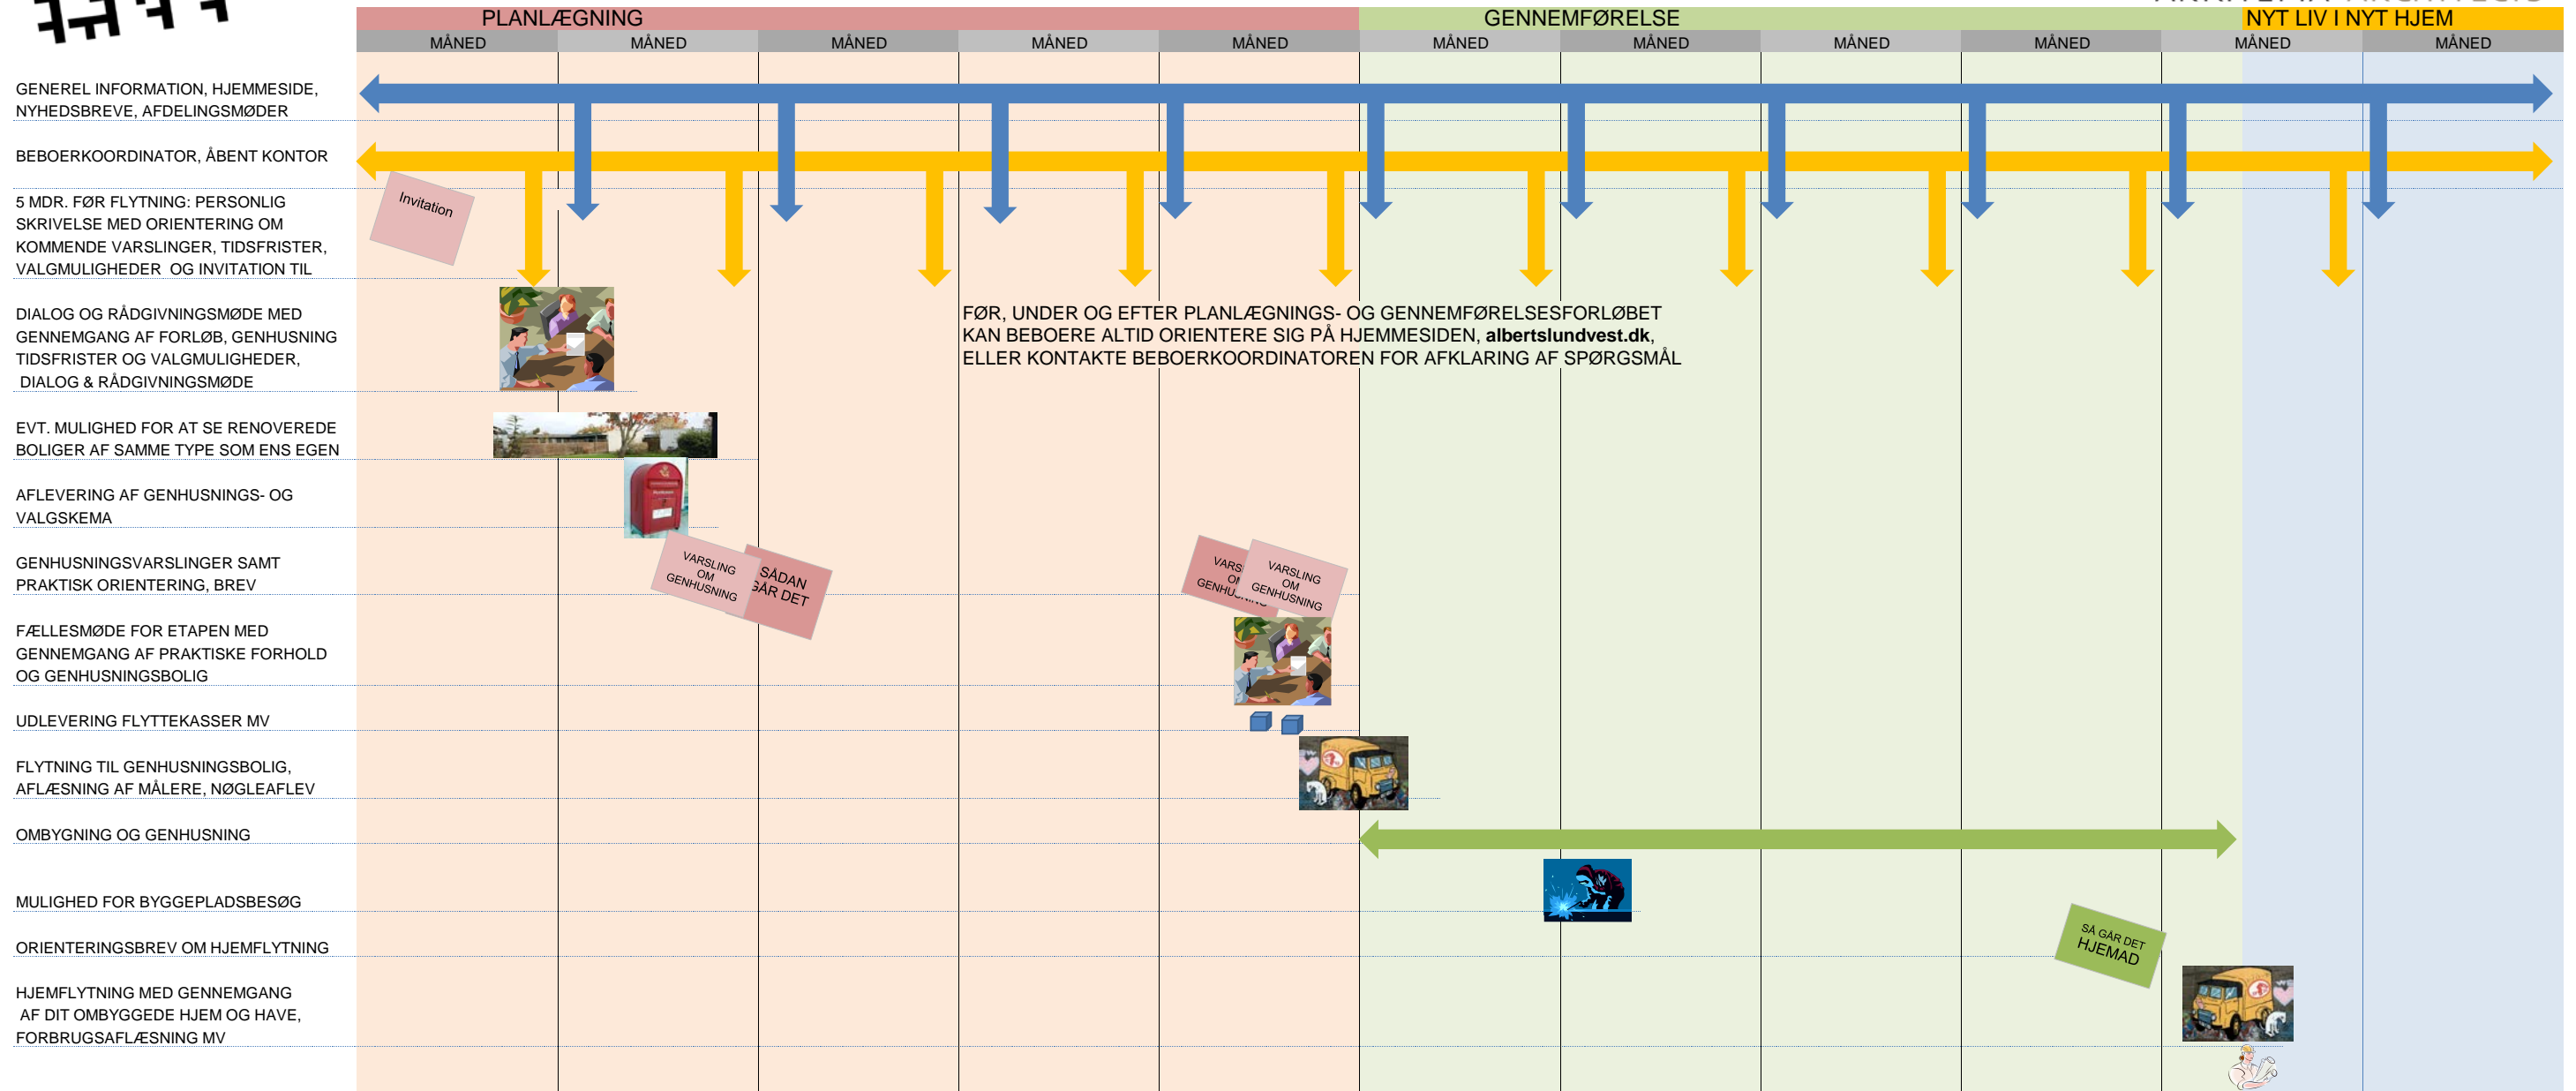 PLANLÆGNING
GENNEMFØRELSE
NYT LIV I NYT HJEM
MÅNED MÅNED MÅNED MÅNED MÅNED MÅNED MÅNED MÅNED MÅNED MÅNED MÅNED
GENEREL INFORMATION, HJEMMESIDE,
NYHEDSBREVE, AFDELINGSMØDER
BEBOERKOORDINATOR, ÅBENT KONTOR
Invitation
5 MDR. FØR FLYTNING: PERSONLIG
SKRIVELSE MED ORIENTERING OM
KOMMENDE VARSLINGER, TIDSFRISTER,
VALGMULIGHEDER OG INVITATION TIL
DIALOG OG RÅDGIVNINGSMØDE MED
GENNEMGANG AF FORLØB, GENHUSNING
TIDSFRISTER OG VALGMULIGHEDER,
DIALOG & RÅDGIVNINGSMØDE
FØR, UNDER OG EFTER PLANLÆGNINGS- OG GENNEMFØRELSESFORLØBET
KAN BEBOERE ALTID ORIENTERE SIG PÅ HJEMMESIDEN, albertslundvest.dk,
ELLER KONTAKTE BEBOERKOORDINATOREN FOR AFKLARING AF SPØRGSMÅL
EVT. MULIGHED FOR AT SE RENOVEREDE
BOLIGER AF SAMME TYPE SOM ENS EGEN
AFLEVERING AF GENHUSNINGS- OG
VALGSKEMA
GENHUSNINGSVARSLINGER SAMT
PRAKTISK ORIENTERING, BREV
VARSLING
OM
GENHUSNING
SÅDAN
GÅR DET
VARSLING
OM
GENHUSNING
FÆLLESMØDE FOR ETAPEN MED
GENNEMGANG AF PRAKTISKE FORHOLD
OG GENHUSNINGSBOLIG
UDLEVERING FLYTTEKASSER MV
FLYTNING TIL GENHUSNINGSBOLIG,
AFLÆSNING AF MÅLERE, NØGLEAFLEV
OMBYGNING OG GENHUSNING
MULIGHED FOR BYGGEPLADSBESØG
ORIENTERINGSBREV OM HJEMFLYTNING
SÅ GÅR DET
HJEMAD
HJEMFLYTNING MED GENNEMGANG
AF DIT OMBYGGEDE HJEM OG HAVE,
FORBRUGSAFLÆSNING MV